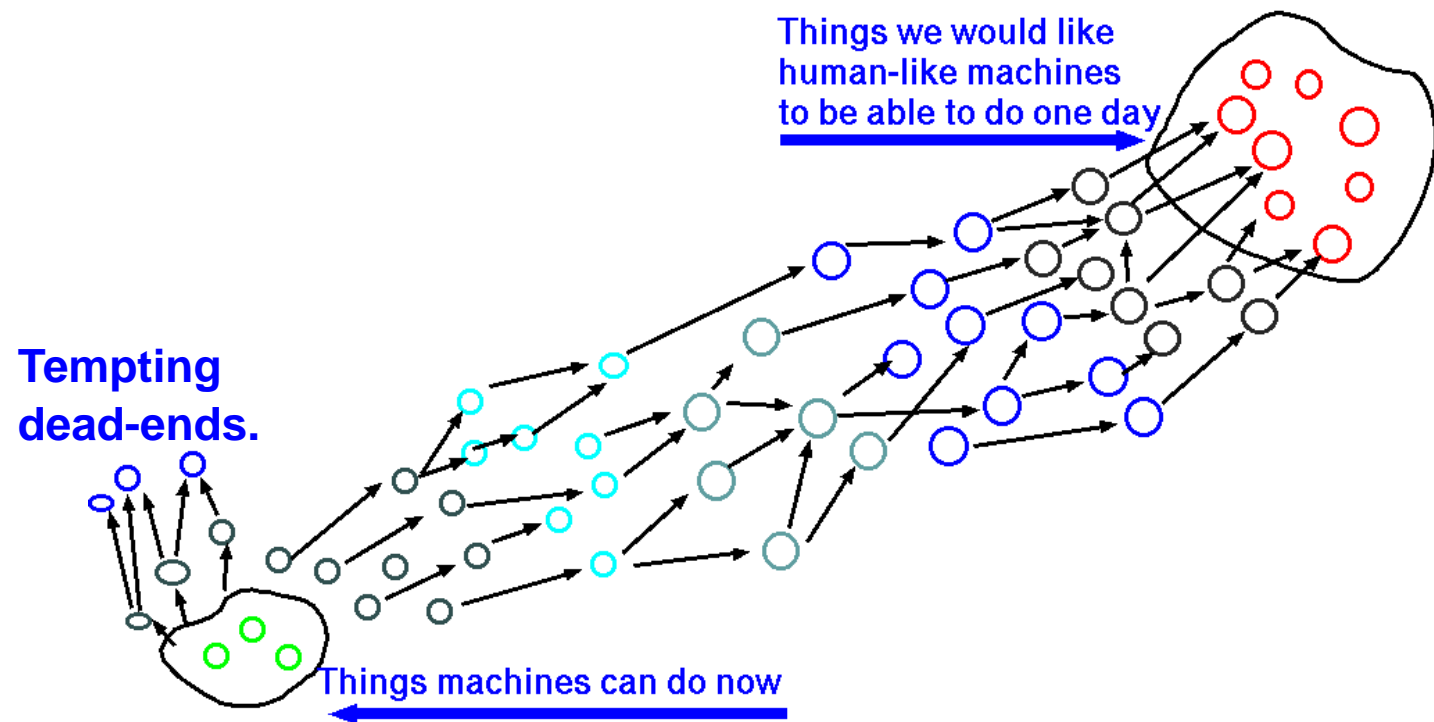 Things we would like
human-like machines
to be able to do one day
Tempting
dead-ends.
Things machines can do now